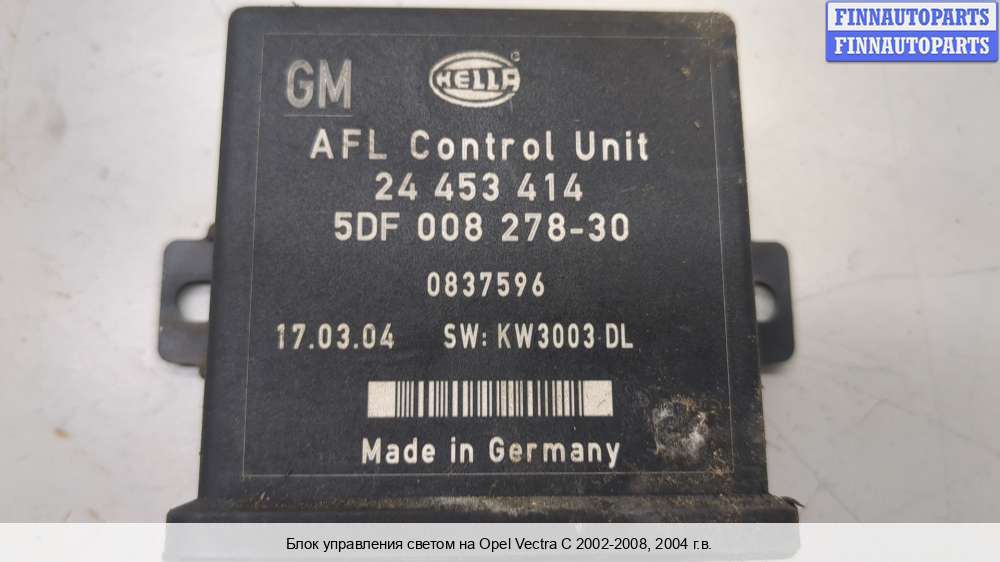 FINNAUTOPARTS
FINNAUTOPARTS
GM
HELLA
AFL Control Unit
24 453 414
5DF 008 278-30
0837596
17.03.04 SW: KW3003 DL
Made in Germany
Блок управления светом на Opel Vectra C 2002-2008, 2004 г.в.